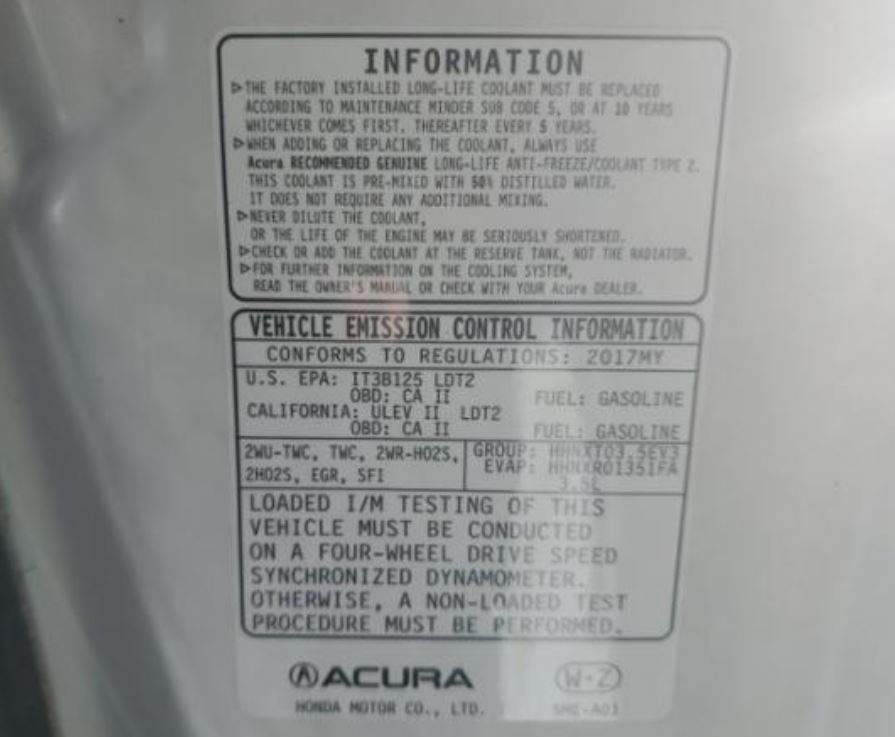 INFORMATION
▷THE FACTORY INSTALLED LONG-LIFE COOLANT MUST BE REPLACED
ACCORDING TO MAINTENANCE MINDER SUB CODE 5, OR AT 10 YEARS
WHICHEVER COMES FIRST. THEREAFTER EVERY 5 YEARS.
▷WHEN ADDING OR REPLACING THE COOLANT, ALWAYS USE
Acura RECOMMENDED GENUINE LONG-LIFE ANTI-FREEZE/COOLANT TYPE 2.
THIS COOLANT IS PRE-MIXED WITH 50% DISTILLED WATER.
IT DOES NOT REQUIRE ANY ADDITIONAL MIXING.
▷NEVER DILUTE THE COOLANT,
OR THE LIFE OF THE ENGINE MAY BE SERIOUSLY SHORTENED.
▷CHECK OR ADD THE COOLANT AT THE RESERVE TANK, NOT THE RADIATOR.
▷FOR FURTHER INFORMATION ON THE COOLING SYSTEM,
READ THE OWNER'S MANUAL OR CHECK WITH YOUR Acura DEALER.
VEHICLE EMISSION CONTROL INFORMATION
CONFORMS TO REGULATIONS: 2017MY
U.S. EPA: IT3B125 LDT2
OBD: CA II FUEL: GASOLINE
CALIFORNIA: ULEV II LDT2
OBD: CA II FUEL: GASOLINE
2WU-TWC, TWC, 2WR-HO2S,
2HO2S, EGR, SFI
GROUP: HHNXT03.5EV3
EVAP: HHNXR0135IFA
3.5L
LOADED I/M TESTING OF THIS
VEHICLE MUST BE CONDUCTED
ON A FOUR-WHEEL DRIVE SPEED
SYNCHRONIZED DYNAMOMETER.
OTHERWISE, A NON-LOADED TEST
PROCEDURE MUST BE PERFORMED.
ACURA W·Z
HONDA MOTOR CO., LTD.